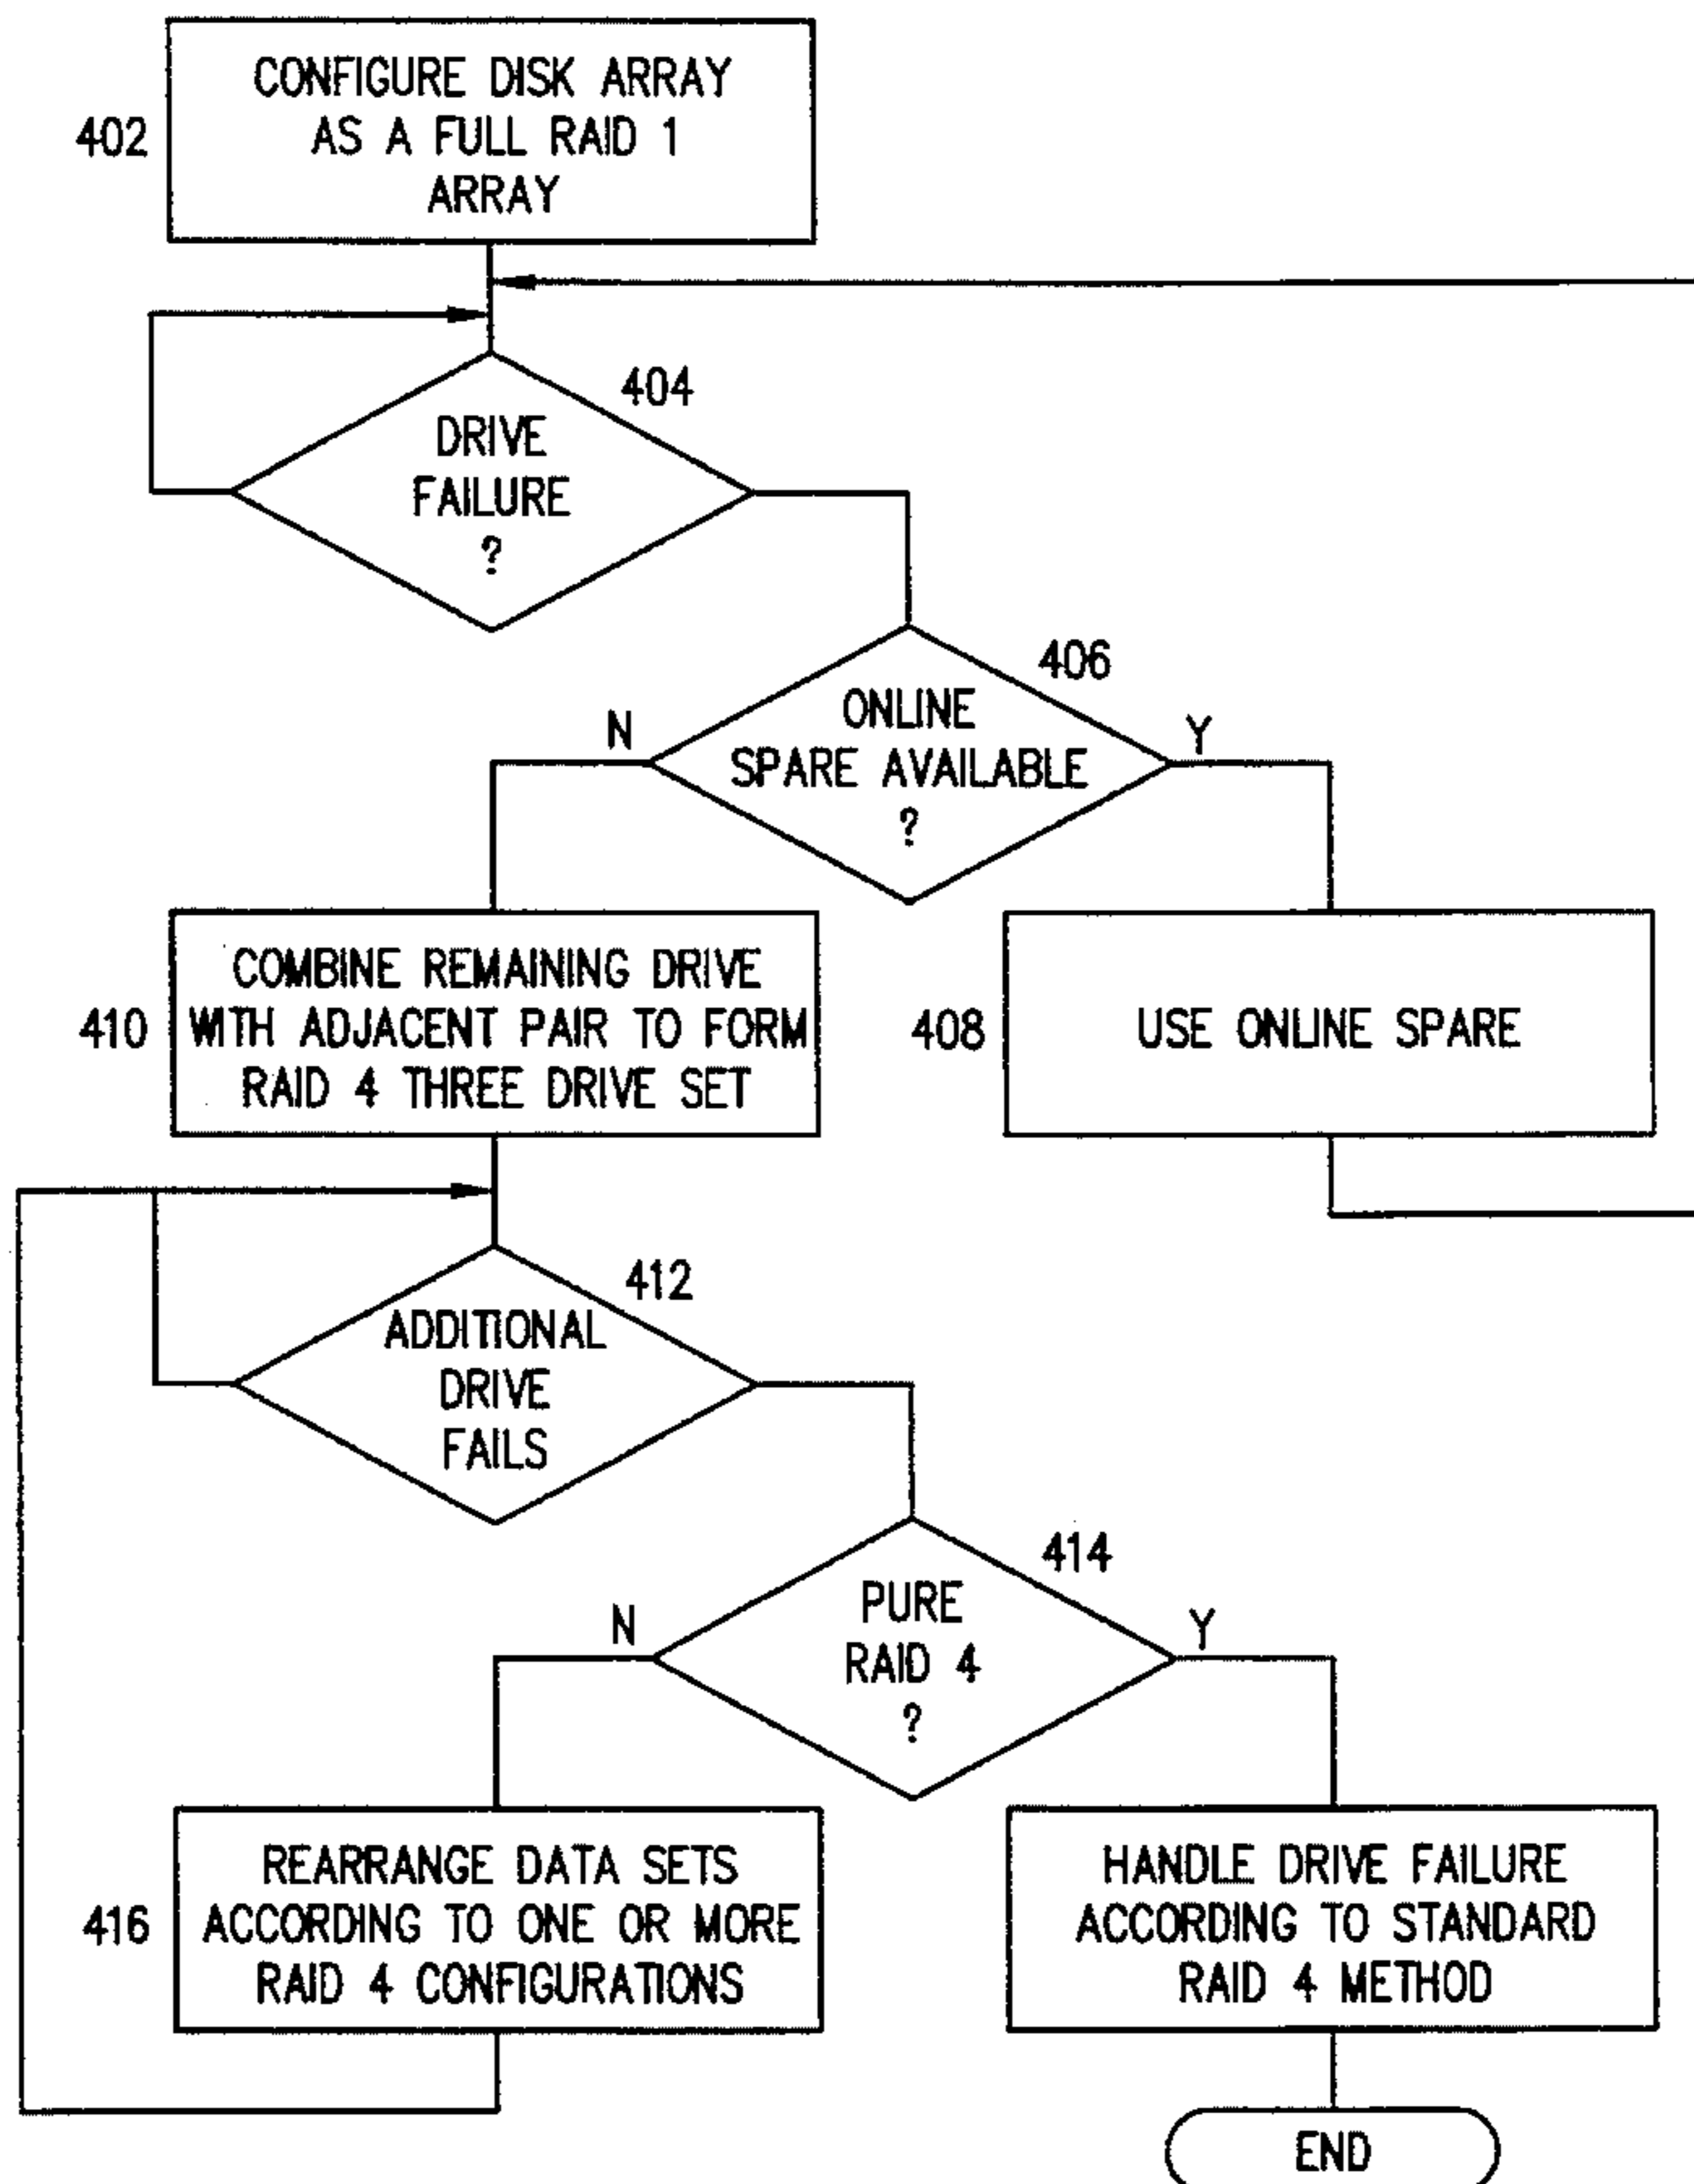 CONFIGURE DISK ARRAY
AS A FULL RAID 1
ARRAY
402
404
DRIVE
FAILURE
?
406
ONLINE
SPARE AVAILABLE
?
N
Y
COMBINE REMAINING DRIVE
WITH ADJACENT PAIR TO FORM
RAID 4 THREE DRIVE SET
410
408
USE ONLINE SPARE
412
ADDITIONAL
DRIVE
FAILS
414
PURE
RAID 4
?
N
Y
REARRANGE DATA SETS
ACCORDING TO ONE OR MORE
RAID 4 CONFIGURATIONS
416
HANDLE DRIVE FAILURE
ACCORDING TO STANDARD
RAID 4 METHOD
END